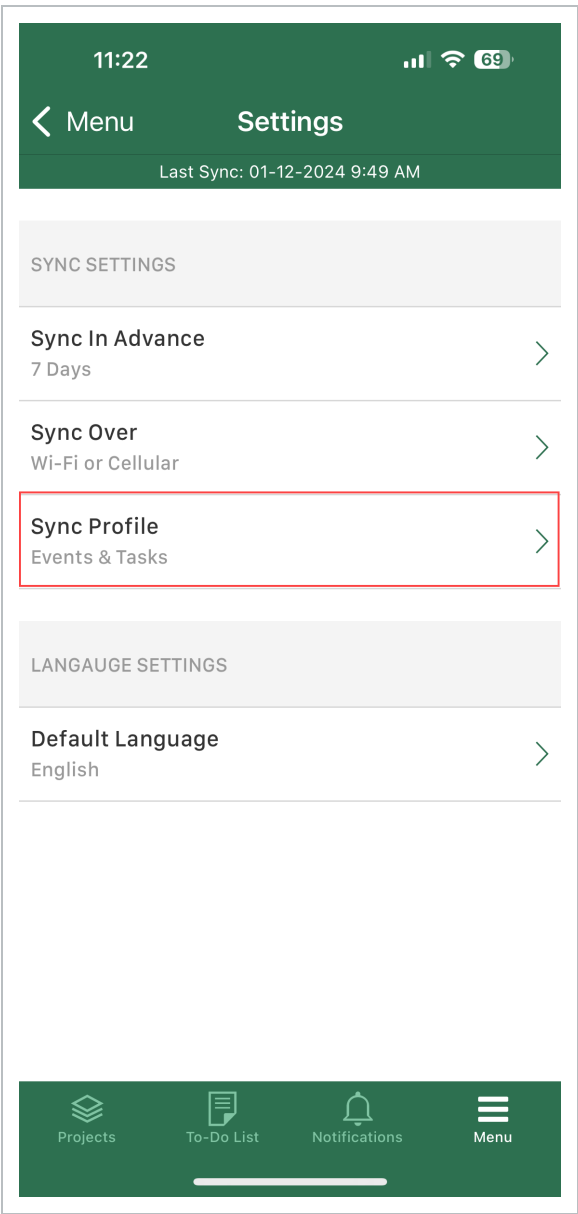 11:22
69
Menu
Settings
Last Sync: 01-12-2024 9:49 AM
SYNC SETTINGS
Sync In Advance
7 Days
Sync Over
Wi-Fi or Cellular
Sync Profile
Events & Tasks
LANGAUGE SETTINGS
Default Language
English
Projects
To-Do List
Notifications
Menu